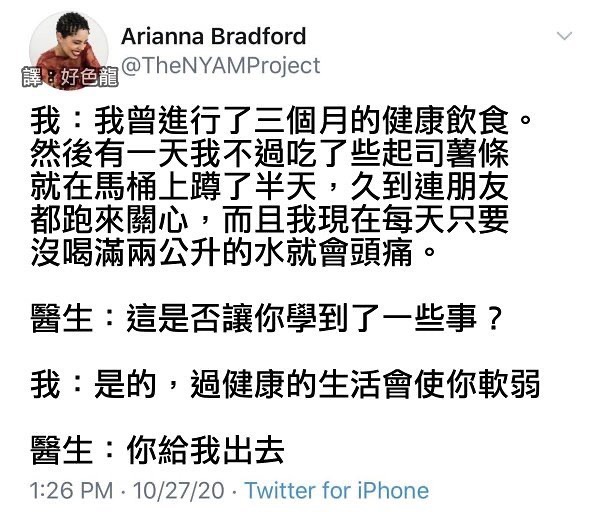 Arianna Bradford
譯：好色龍
@TheNYAMProject
我：我曾進行了三個月的健康飲食。
然後有一天我不過吃了些起司薯條
就在馬桶上蹲了半天，久到連朋友
都跑來關心，而且我現在每天只要
沒喝滿兩公升的水就會頭痛。
醫生：這是否讓你學到了一些事？
我：是的，過健康的生活會使你軟弱
醫生：你給我出去
1:26 PM · 10/27/20 · Twitter for iPhone